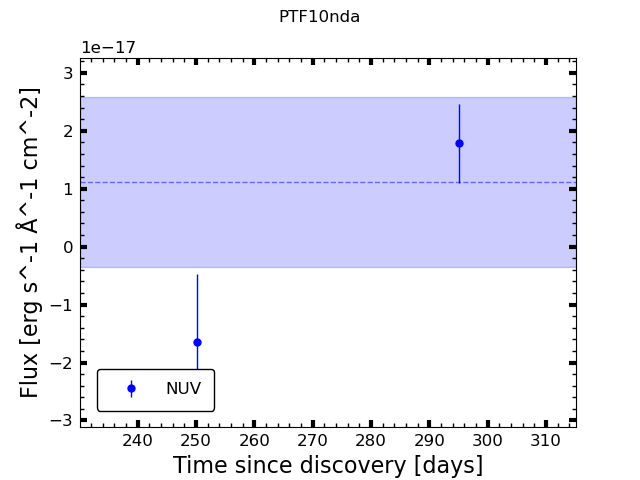 PTF10nda
1e−17
3
2
1
0
−1
−2
−3
Flux [erg s^-1 Å^-1 cm^-2]
NUV
240 250 260 270 280 290 300 310
Time since discovery [days]